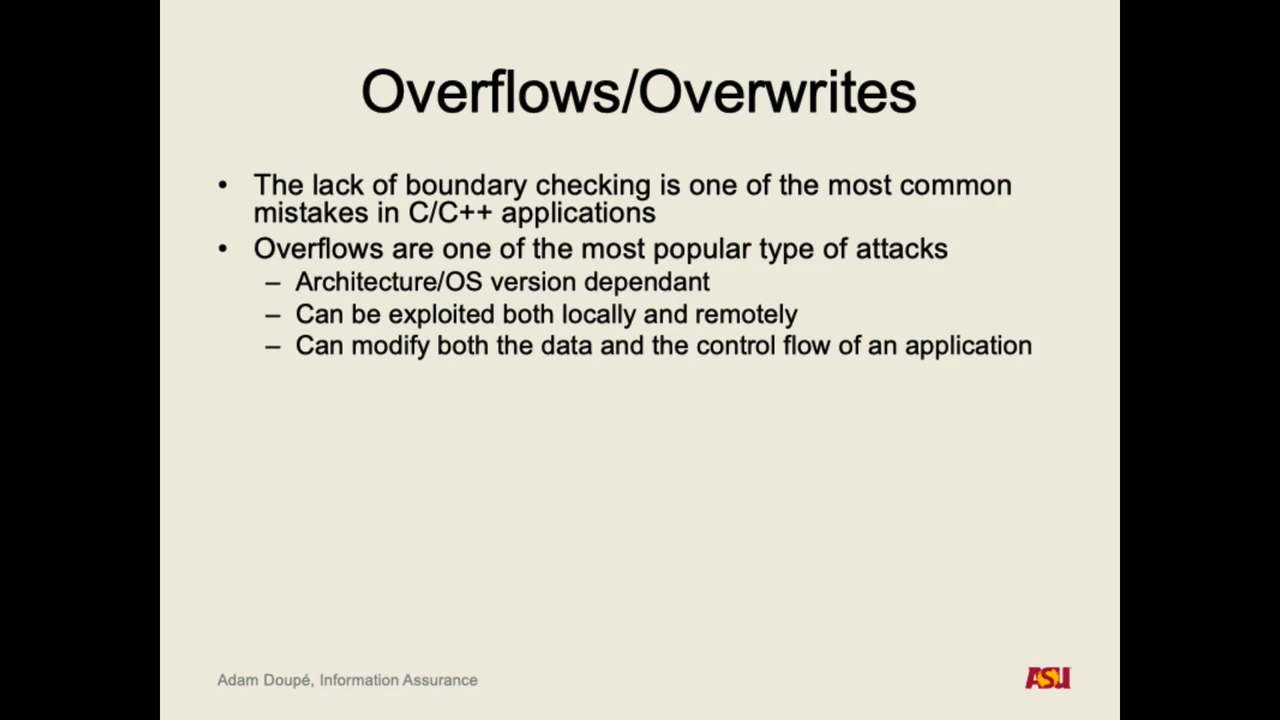 Overflows/Overwrites
• The lack of boundary checking is one of the most common
mistakes in C/C++ applications
• Overflows are one of the most popular type of attacks
– Architecture/OS version dependant
– Can be exploited both locally and remotely
– Can modify both the data and the control flow of an application
Adam Doupé, Information Assurance
ASU